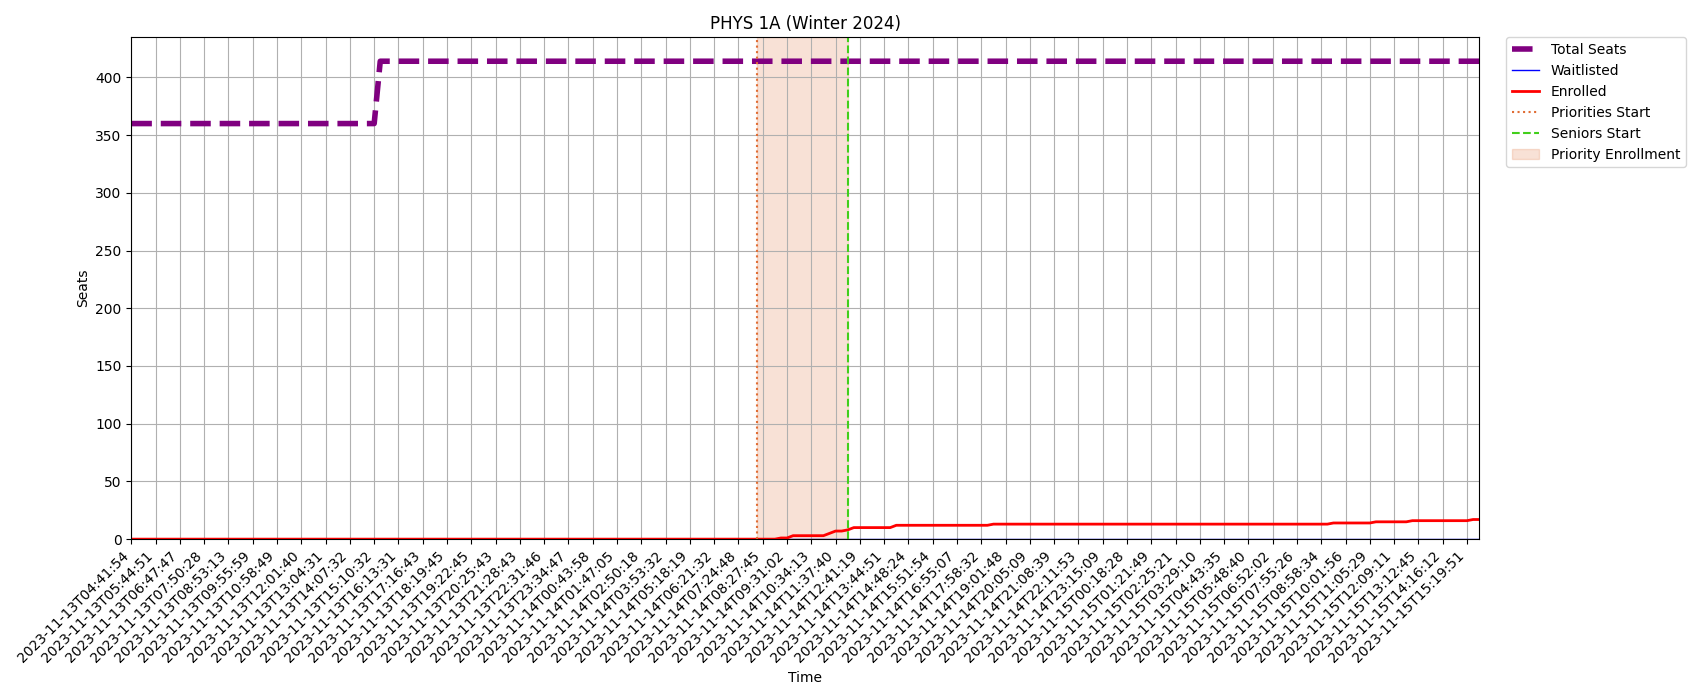 PHYS 1A (Winter 2024)
Total Seats
Waitlisted
Enrolled
Priorities Start
Seniors Start
Priority Enrollment
Seats
400
350
300
250
200
150
100
50
0
2023-11-13T04:41:54
2023-11-13T05:44:51
2023-11-13T06:47:47
2023-11-13T07:50:28
2023-11-13T08:53:13
2023-11-13T09:55:59
2023-11-13T10:58:49
2023-11-13T12:01:40
2023-11-13T13:04:31
2023-11-13T14:07:32
2023-11-13T15:10:32
2023-11-13T16:13:31
2023-11-13T17:16:43
2023-11-13T18:19:45
2023-11-13T19:22:45
2023-11-13T20:25:43
2023-11-13T21:28:43
2023-11-13T22:31:46
2023-11-13T23:34:47
2023-11-14T00:43:58
2023-11-14T01:47:05
2023-11-14T02:50:18
2023-11-14T03:53:32
2023-11-14T05:18:19
2023-11-14T06:21:32
2023-11-14T07:24:48
2023-11-14T08:27:45
2023-11-14T09:31:02
2023-11-14T10:34:13
2023-11-14T11:37:40
2023-11-14T12:41:19
2023-11-14T13:44:51
2023-11-14T14:48:24
2023-11-14T15:51:54
2023-11-14T16:55:07
2023-11-14T17:58:32
2023-11-14T19:01:48
2023-11-14T20:05:09
2023-11-14T21:08:39
2023-11-14T22:11:53
2023-11-14T23:15:09
2023-11-15T00:18:28
2023-11-15T01:21:49
2023-11-15T02:25:21
2023-11-15T03:29:10
2023-11-15T04:43:35
2023-11-15T05:48:40
2023-11-15T06:52:02
2023-11-15T07:55:26
2023-11-15T08:58:34
2023-11-15T10:01:56
2023-11-15T11:05:29
2023-11-15T12:09:11
2023-11-15T13:12:45
2023-11-15T14:16:12
2023-11-15T15:19:51
Time